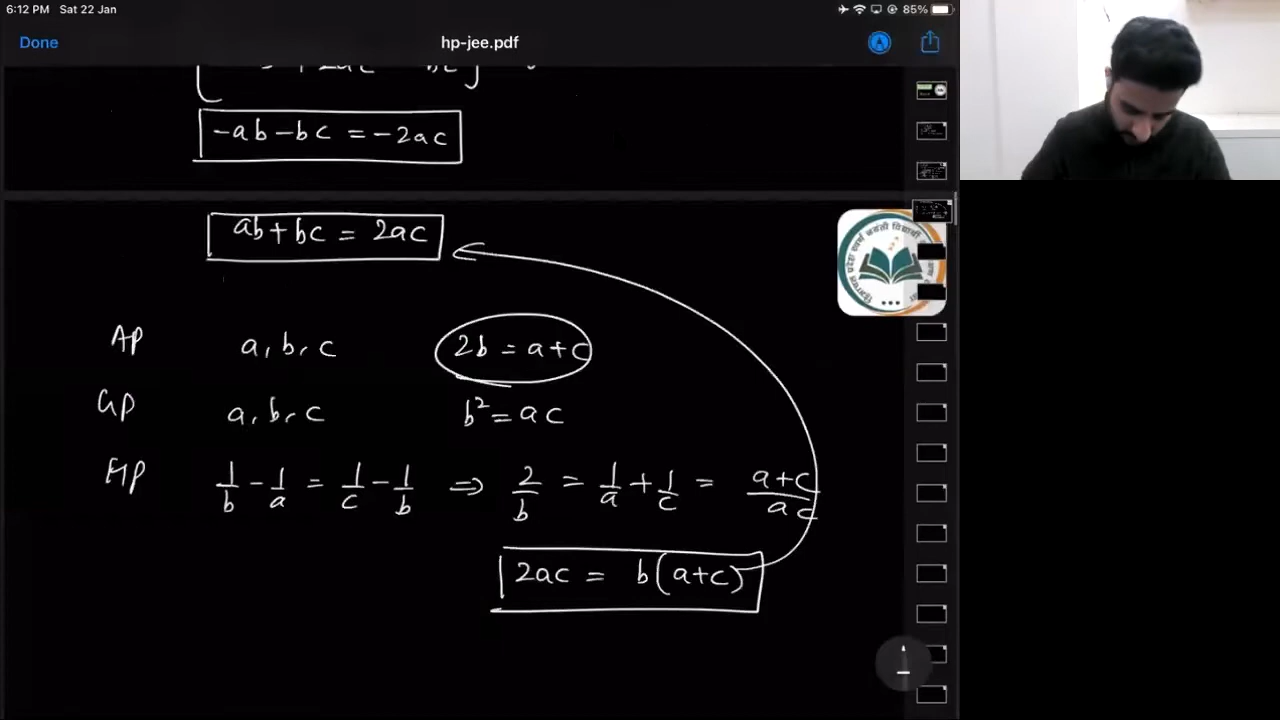 6:12 PM Sat 22 Jan
85%
Done
hp-jee.pdf
-ab-bc = -2ac
ab+bc = 2ac
AP a, b, c 2b = a+c
GP a, b, c b² = ac
HP 1/b - 1/a = 1/c - 1/b ⇒ 2/b = 1/a + 1/c = a+c/ac
2ac = b(a+c)